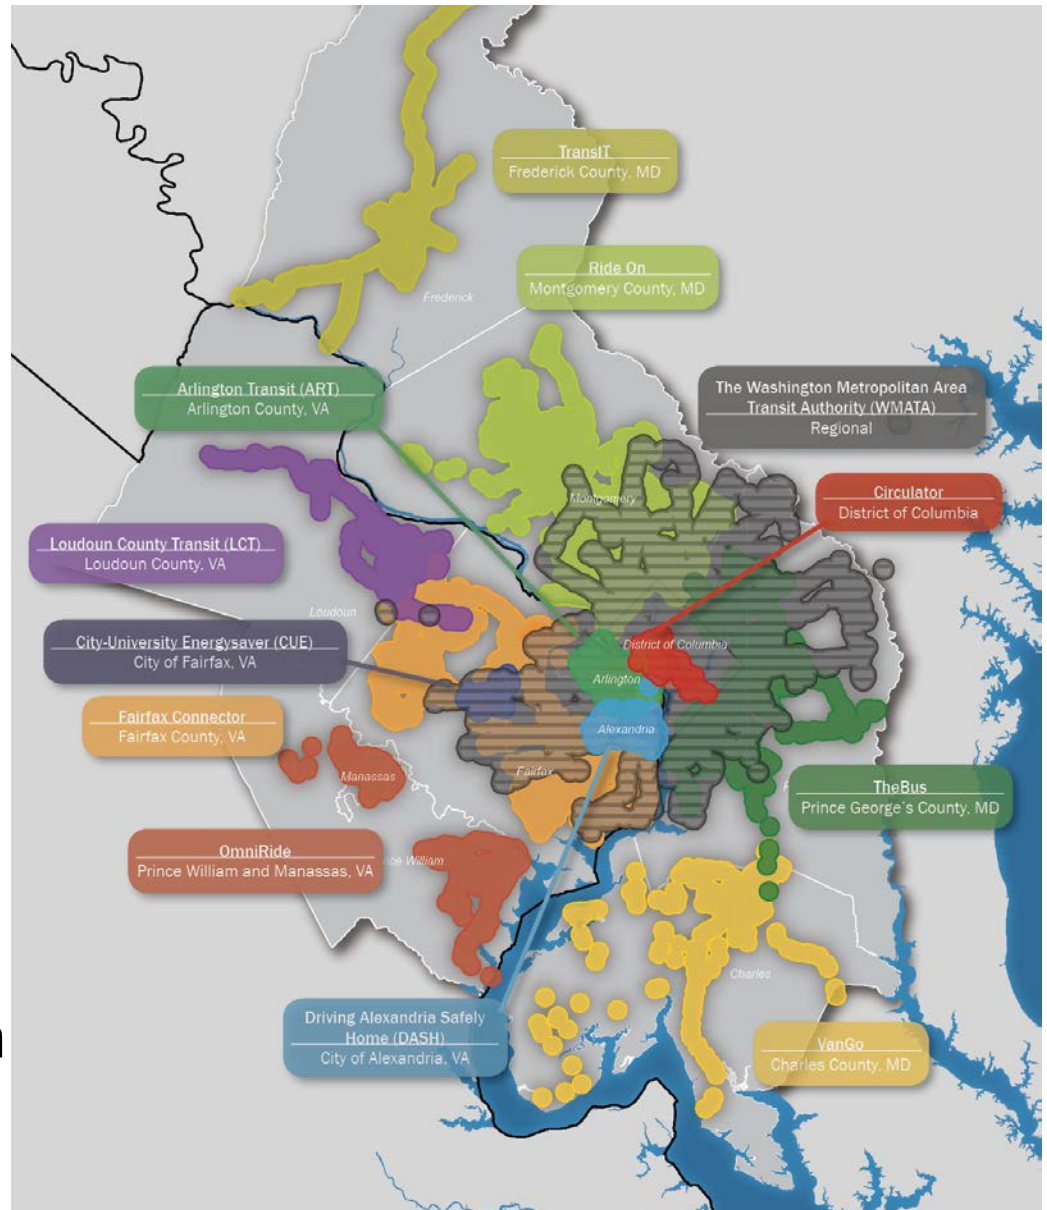 TransIT
Frederick County, MD
Ride On
Montgomery County, MD
Frederick
Arlington Transit (ART)
Arlington County, VA
The Washington Metropolitan Area
Transit Authority (WMATA)
Regional
Montgomery
Circulator
District of Columbia
Loudoun County Transit (LCT)
Loudoun County, VA
Loudoun
City-University Energysaver (CUE)
City of Fairfax, VA
District of Columbia
Arlington
Fairfax Connector
Fairfax County, VA
Alexandria
Manassas
Fairfax
TheBus
Prince George's County, MD
OmniRide
Prince William and Manassas, VA
William
Charles
Driving Alexandria Safely
Home (DASH)
City of Alexandria, VA
VanGo
Charles County, MD